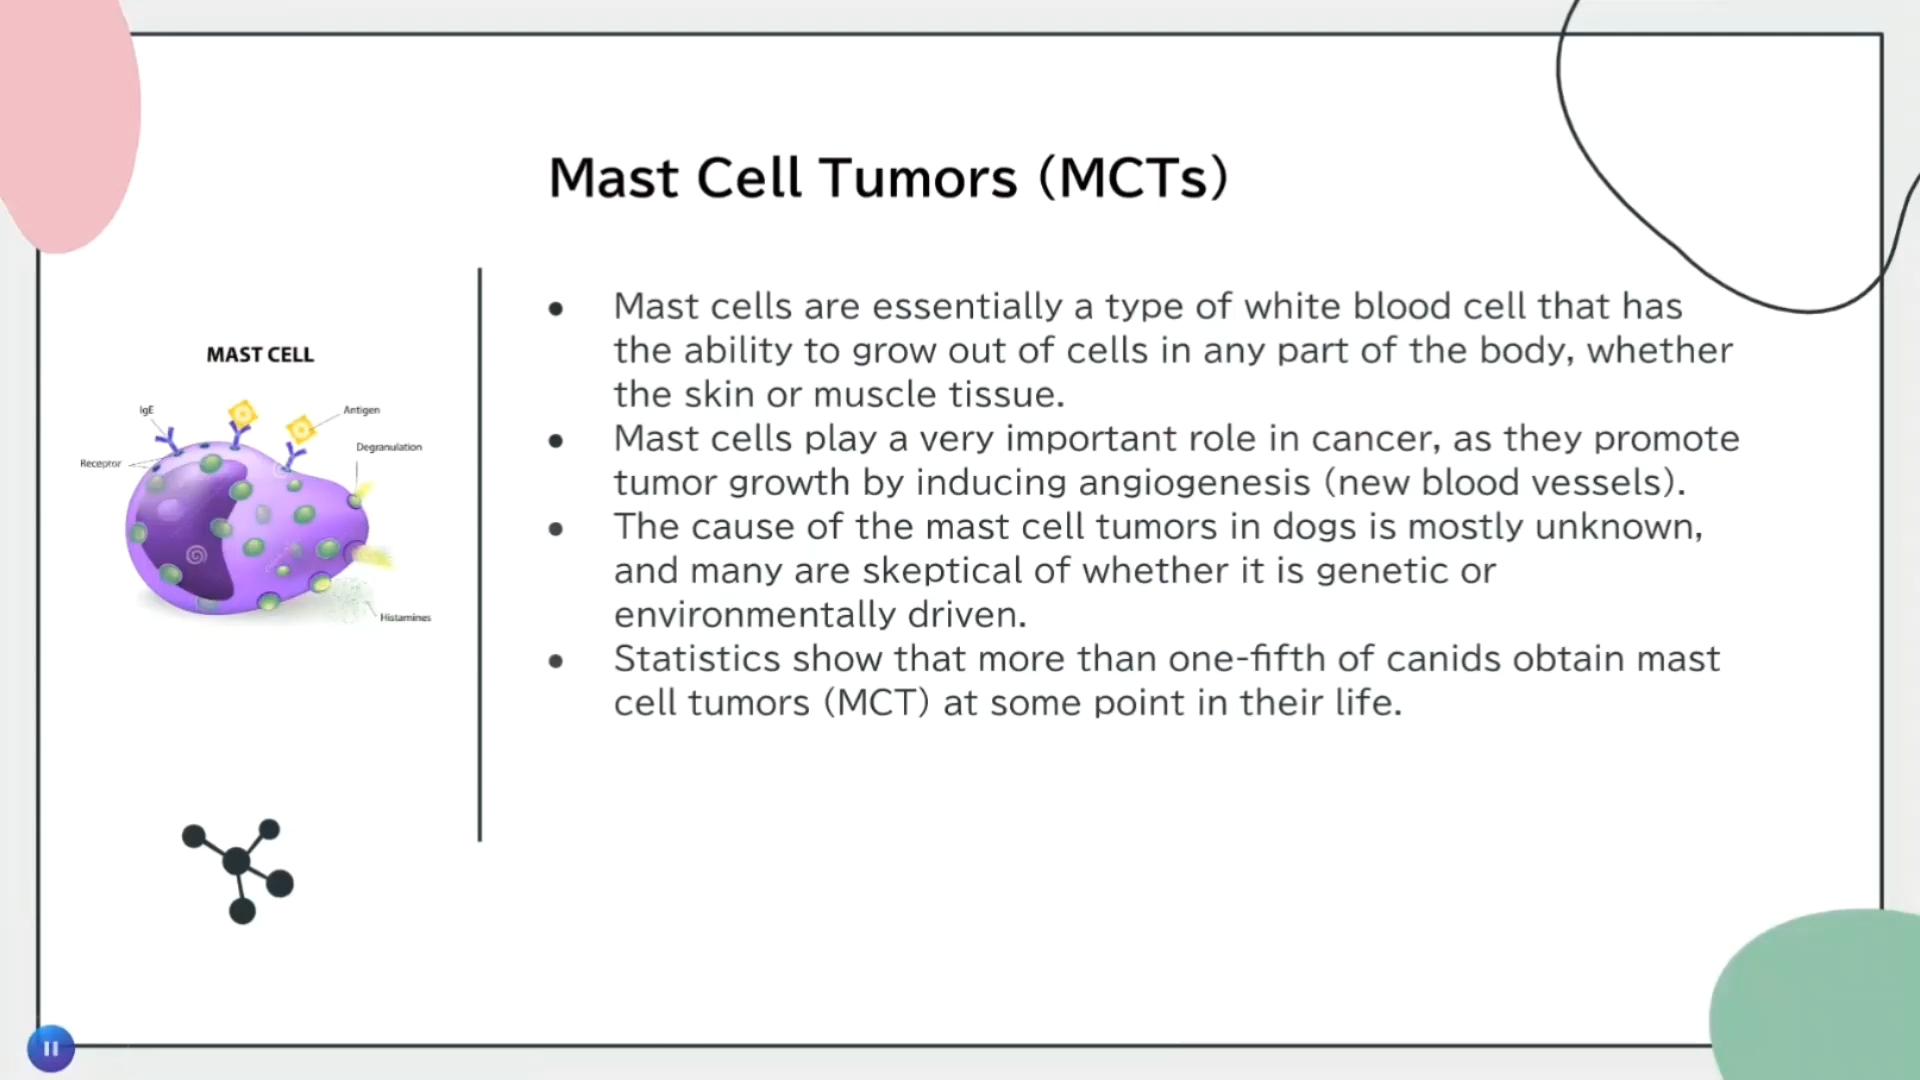 Mast Cell Tumors (MCTs)
MAST CELL
IgE
Antigen
Degranulation
Receptor
Histamines
● Mast cells are essentially a type of white blood cell that has
the ability to grow out of cells in any part of the body, whether
the skin or muscle tissue.
● Mast cells play a very important role in cancer, as they promote
tumor growth by inducing angiogenesis (new blood vessels).
● The cause of the mast cell tumors in dogs is mostly unknown,
and many are skeptical of whether it is genetic or
environmentally driven.
● Statistics show that more than one-fifth of canids obtain mast
cell tumors (MCT) at some point in their life.